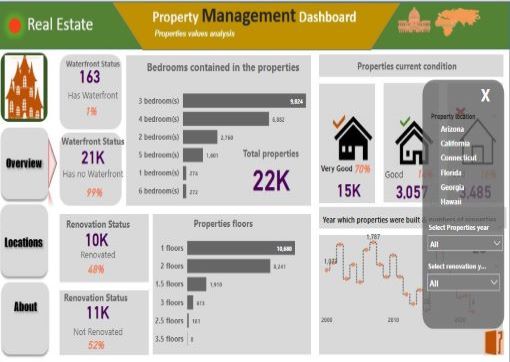 Real Estate
Property Management Dashboard
Properties values analysis
Waterfront Status
163
Has Waterfront
1%
Waterfront Status
21K
Has no Waterfront
99%
Renovation Status
10K
Renovated
48%
Renovation Status
11K
Not Renovated
52%
Overview
Locations
About
Bedrooms contained in the properties
3 bedroom(s) 9,824
4 bedroom(s) 6,882
2 bedroom(s) 2,760
5 bedroom(s) 1,601
1 bedroom(s)
6 bedroom(s) 272
Total properties
22K
Properties floors
1 floors 10,680
2 floors 8,241
1.5 floors 1,910
3 floors 613
2.5 floors 161
3.5 floors 8
Properties current condition
Very Good 70%
15K
Good
3,057
3,485
Year which properties were built & numbers of properties
1,787
2000
2010
X
Property location
Arizona
California
Connecticut
Florida
Georgia
Hawaii
Select Properties year
All
Select renovation y...
All